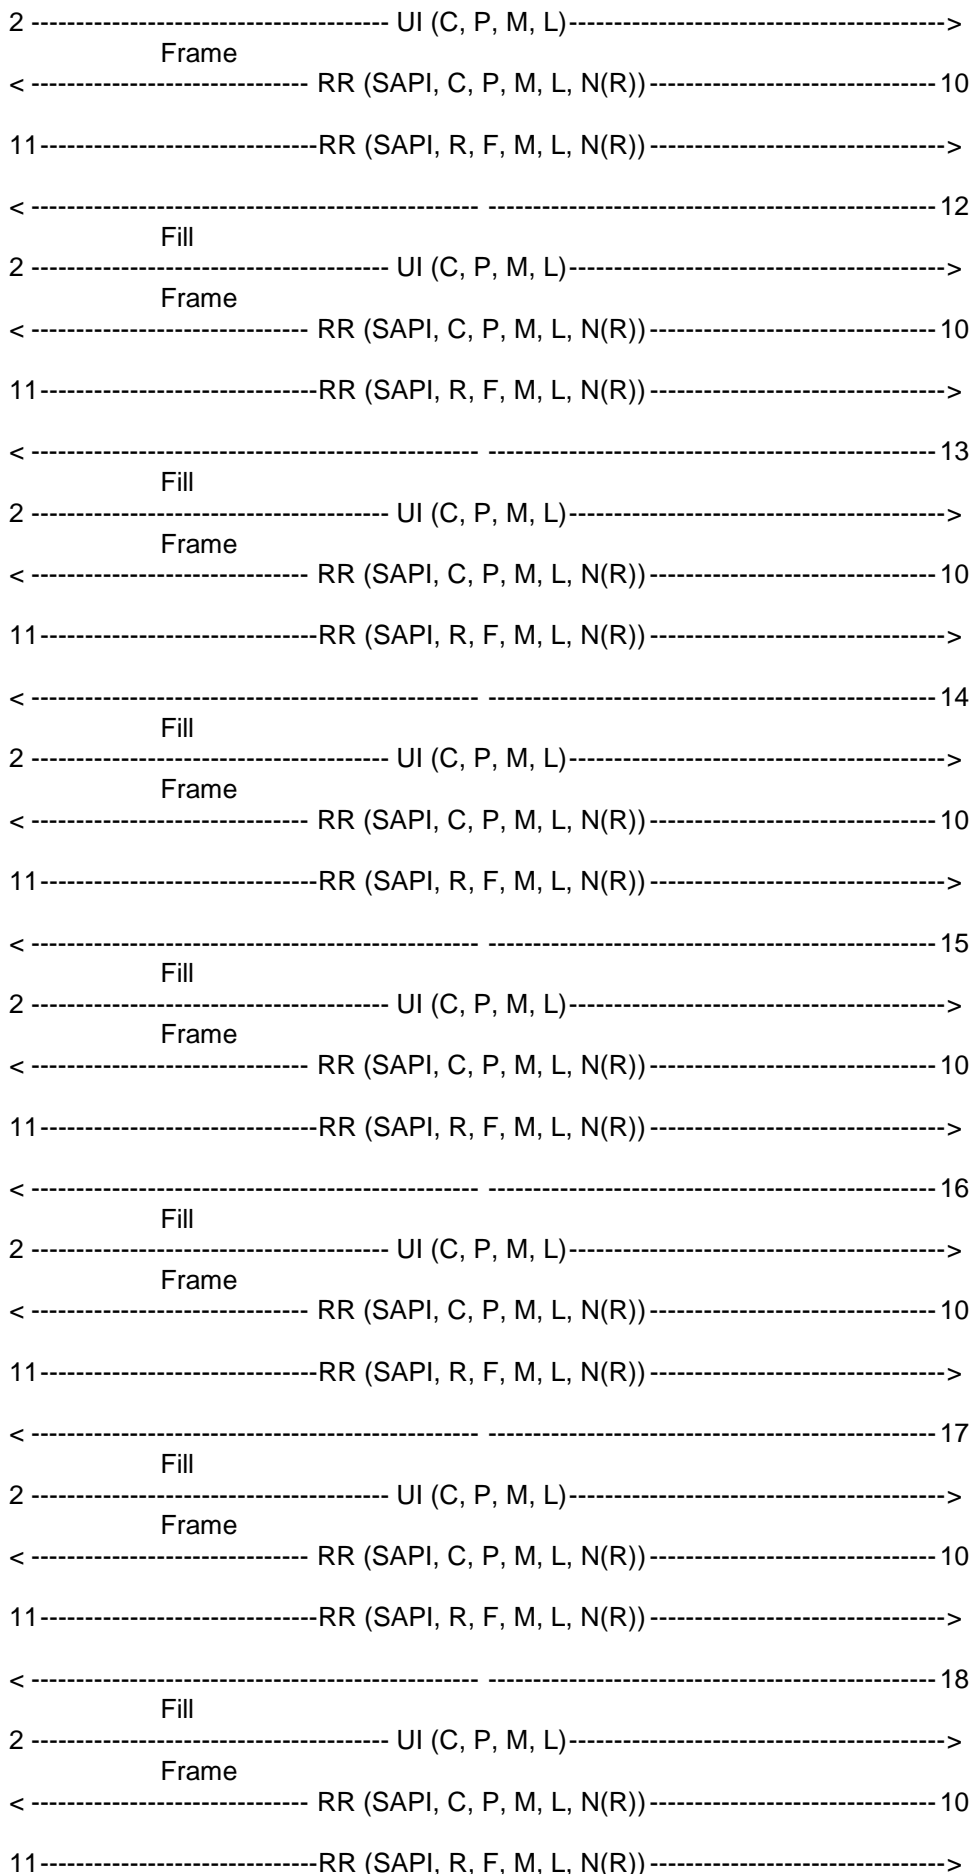 2 ---------------------------------------- UI (C, P, M, L)------------------------------------------>
Frame
< ------------------------------- RR (SAPI, C, P, M, L, N(R))-------------------------------- 10
11-------------------------------RR (SAPI, R, F, M, L, N(R)) --------------------------------->
< -------------------------------------------------- -------------------------------------------------- 12
Fill
2 ---------------------------------------- UI (C, P, M, L)------------------------------------------>
Frame
< ------------------------------- RR (SAPI, C, P, M, L, N(R))-------------------------------- 10
11-------------------------------RR (SAPI, R, F, M, L, N(R)) --------------------------------->
< -------------------------------------------------- -------------------------------------------------- 13
Fill
2 ---------------------------------------- UI (C, P, M, L)------------------------------------------>
Frame
< ------------------------------- RR (SAPI, C, P, M, L, N(R))-------------------------------- 10
11-------------------------------RR (SAPI, R, F, M, L, N(R)) --------------------------------->
< -------------------------------------------------- -------------------------------------------------- 14
Fill
2 ---------------------------------------- UI (C, P, M, L)------------------------------------------>
Frame
< ------------------------------- RR (SAPI, C, P, M, L, N(R))-------------------------------- 10
11-------------------------------RR (SAPI, R, F, M, L, N(R)) --------------------------------->
< -------------------------------------------------- -------------------------------------------------- 15
Fill
2 ---------------------------------------- UI (C, P, M, L)------------------------------------------>
Frame
< ------------------------------- RR (SAPI, C, P, M, L, N(R))-------------------------------- 10
11-------------------------------RR (SAPI, R, F, M, L, N(R)) --------------------------------->
< -------------------------------------------------- -------------------------------------------------- 16
Fill
2 ---------------------------------------- UI (C, P, M, L)------------------------------------------>
Frame
< ------------------------------- RR (SAPI, C, P, M, L, N(R))-------------------------------- 10
11-------------------------------RR (SAPI, R, F, M, L, N(R)) --------------------------------->
< -------------------------------------------------- -------------------------------------------------- 17
Fill
2 ---------------------------------------- UI (C, P, M, L)------------------------------------------>
Frame
< ------------------------------- RR (SAPI, C, P, M, L, N(R))-------------------------------- 10
11-------------------------------RR (SAPI, R, F, M, L, N(R)) --------------------------------->
< -------------------------------------------------- -------------------------------------------------- 18
Fill
2 ---------------------------------------- UI (C, P, M, L)------------------------------------------>
Frame
< ------------------------------- RR (SAPI, C, P, M, L, N(R))-------------------------------- 10
11-------------------------------RR (SAPI, R, F, M, L, N(R)) --------------------------------->